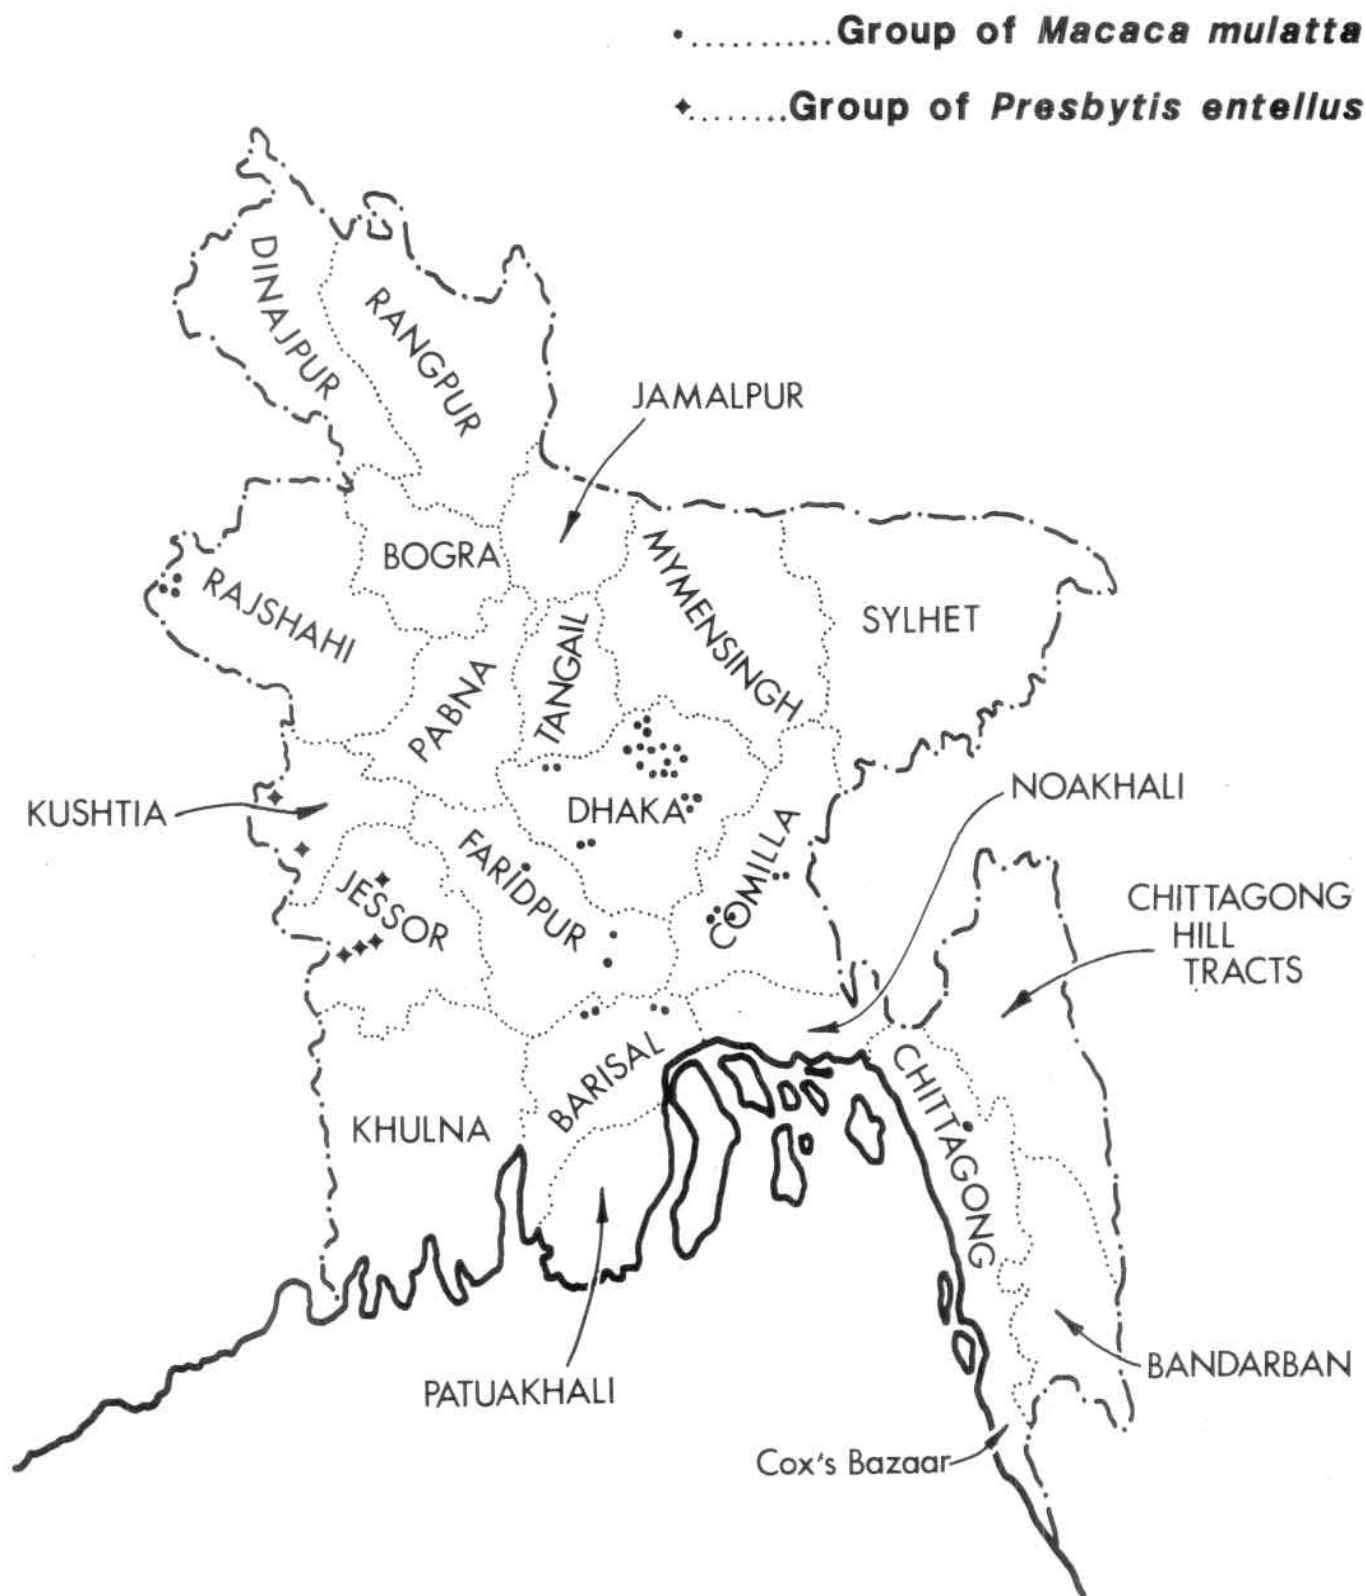 •...........Group of Macaca mulatta
✦........Group of Presbytis entellus
DINAJPUR
RANGPUR
JAMALPUR
BOGRA
MYMENSINGH
RAJSHAHI
SYLHET
TANGAIL
PABNA
NOAKHALI
KUSHTIA
DHAKA
FARIDPUR
COMILLA
JESSOR
CHITTAGONG
HILL
TRACTS
BARISAL
CHITTAGONG
KHULNA
PATUAKHALI
BANDARBAN
Cox's Bazaar